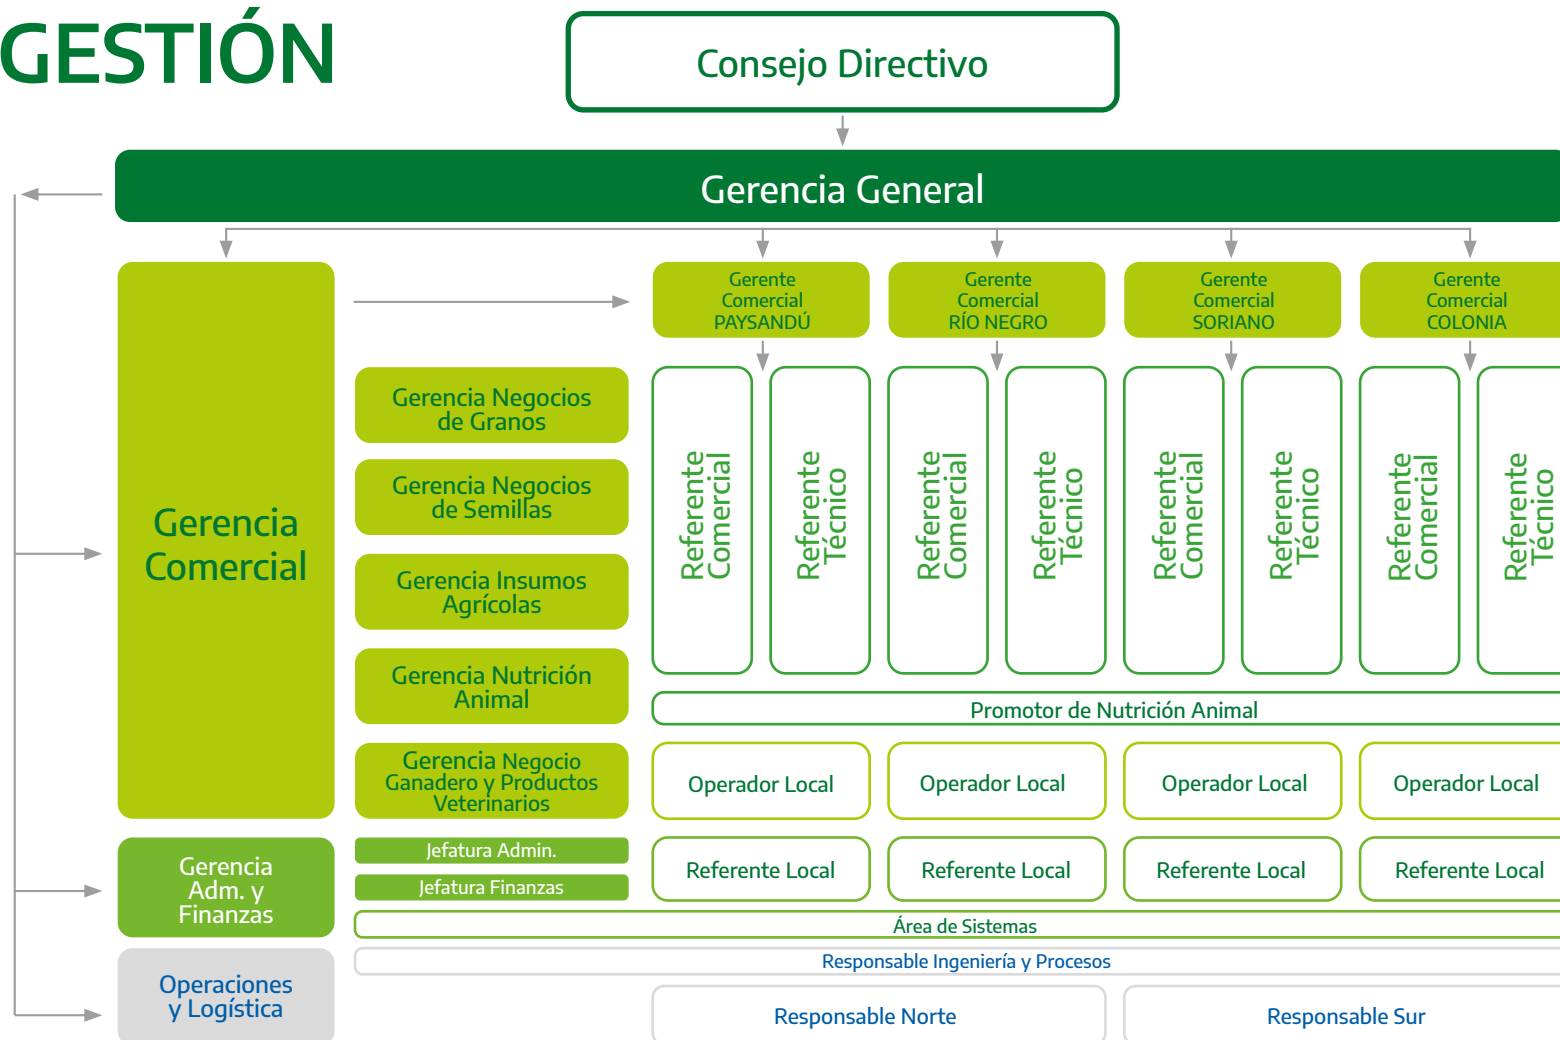 GESTIÓN
Consejo Directivo
Gerencia General
Gerente
Comercial
PAYSANDÚ
Gerente
Comercial
RÍO NEGRO
Gerente
Comercial
SORIANO
Gerente
Comercial
COLONIA
Gerencia
Comercial
Gerencia Negocios
de Granos
Gerencia Negocios
de Semillas
Gerencia Insumos
Agrícolas
Gerencia Nutrición
Animal
Gerencia Negocio
Ganadero y Productos
Veterinarios
Referente
Comercial
Referente
Técnico
Referente
Comercial
Referente
Técnico
Referente
Comercial
Referente
Técnico
Referente
Comercial
Referente
Técnico
Promotor de Nutrición Animal
Operador Local
Operador Local
Operador Local
Operador Local
Gerencia
Adm. y
Finanzas
Jefatura Admin.
Jefatura Finanzas
Referente Local
Referente Local
Referente Local
Referente Local
Área de Sistemas
Operaciones
y Logística
Responsable Ingeniería y Procesos
Responsable Norte
Responsable Sur